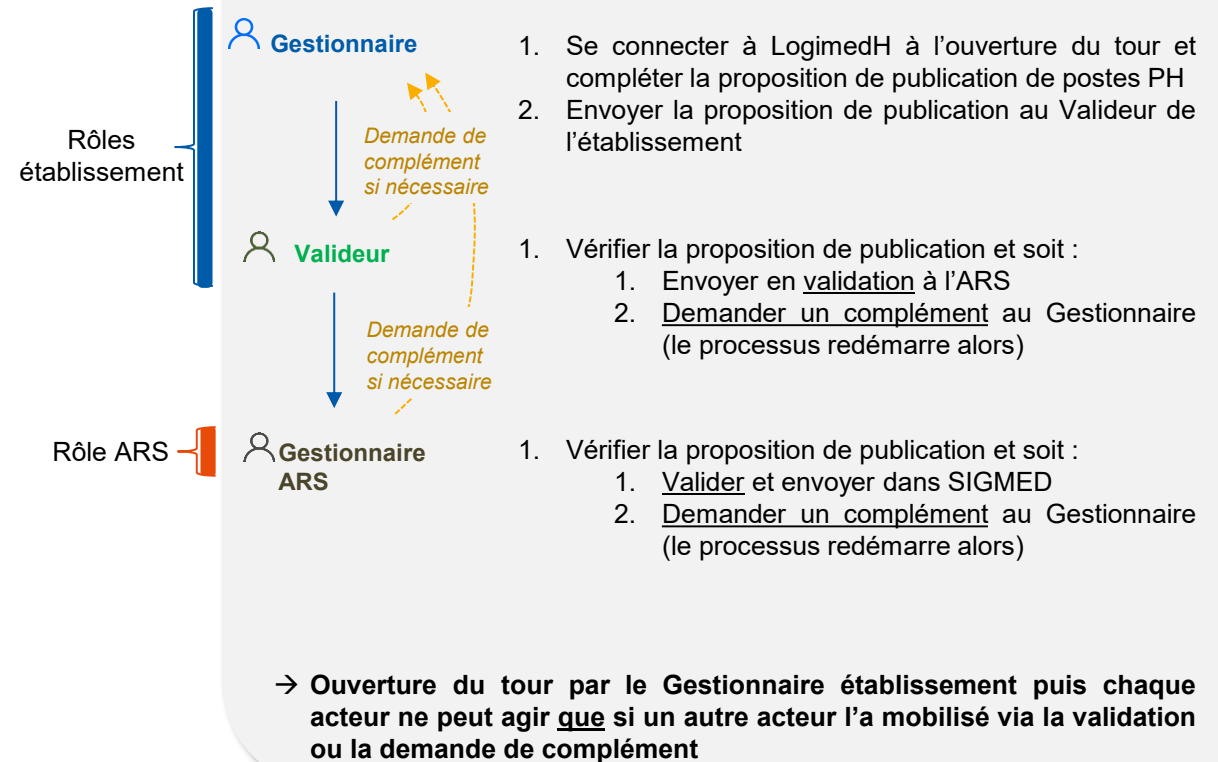 Gestionnaire
1. Se connecter à LogimedH à l’ouverture du tour et
compléter la proposition de publication de postes PH
2. Envoyer la proposition de publication au Valideur de
l’établissement
Rôles
établissement
Demande de
complément
si nécessaire
Valideur
1. Vérifier la proposition de publication et soit :
1. Envoyer en validation à l’ARS
2. Demander un complément au Gestionnaire
(le processus redémarre alors)
Demande de
complément
si nécessaire
Rôle ARS
Gestionnaire
ARS
1. Vérifier la proposition de publication et soit :
1. Valider et envoyer dans SIGMED
2. Demander un complément au Gestionnaire
(le processus redémarre alors)
→ Ouverture du tour par le Gestionnaire établissement puis chaque
acteur ne peut agir que si un autre acteur l’a mobilisé via la validation
ou la demande de complément